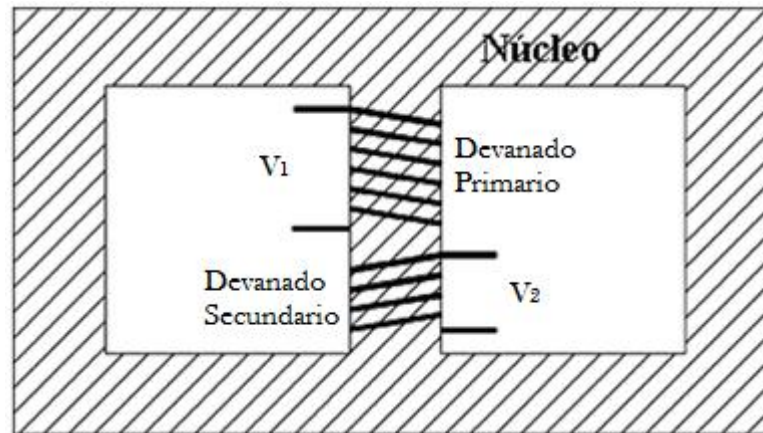 Núcleo
V1
Devanado
Primario
Devanado
Secundario
V2